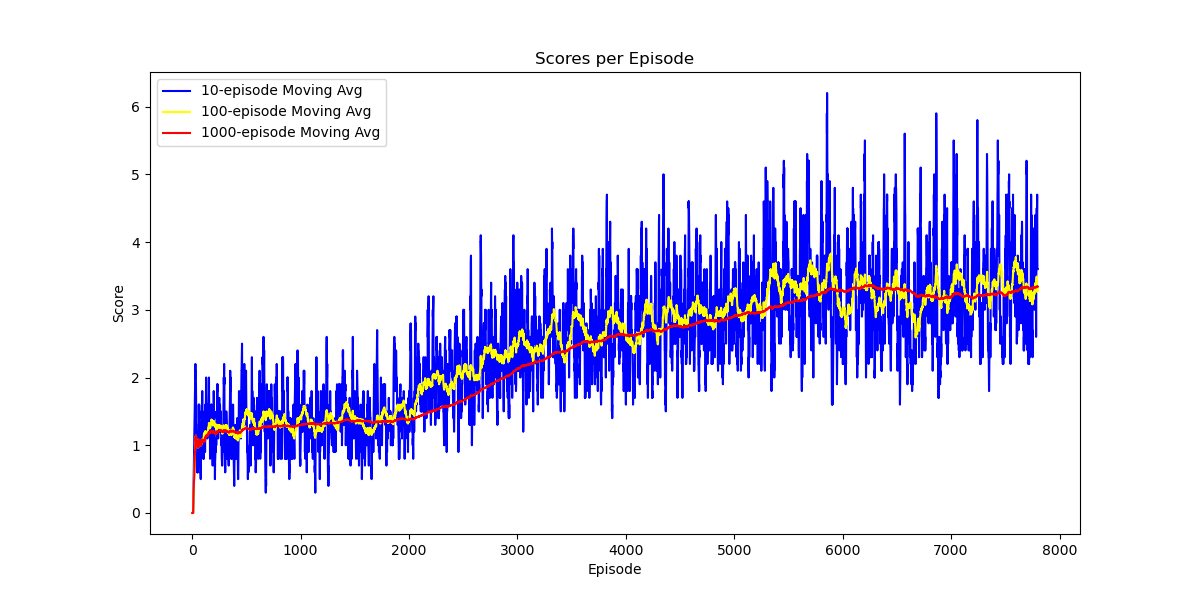 Scores per Episode
10-episode Moving Avg
100-episode Moving Avg
1000-episode Moving Avg
6
5
4
3
2
1
0
Score
0 1000 2000 3000 4000 5000 6000 7000 8000
Episode